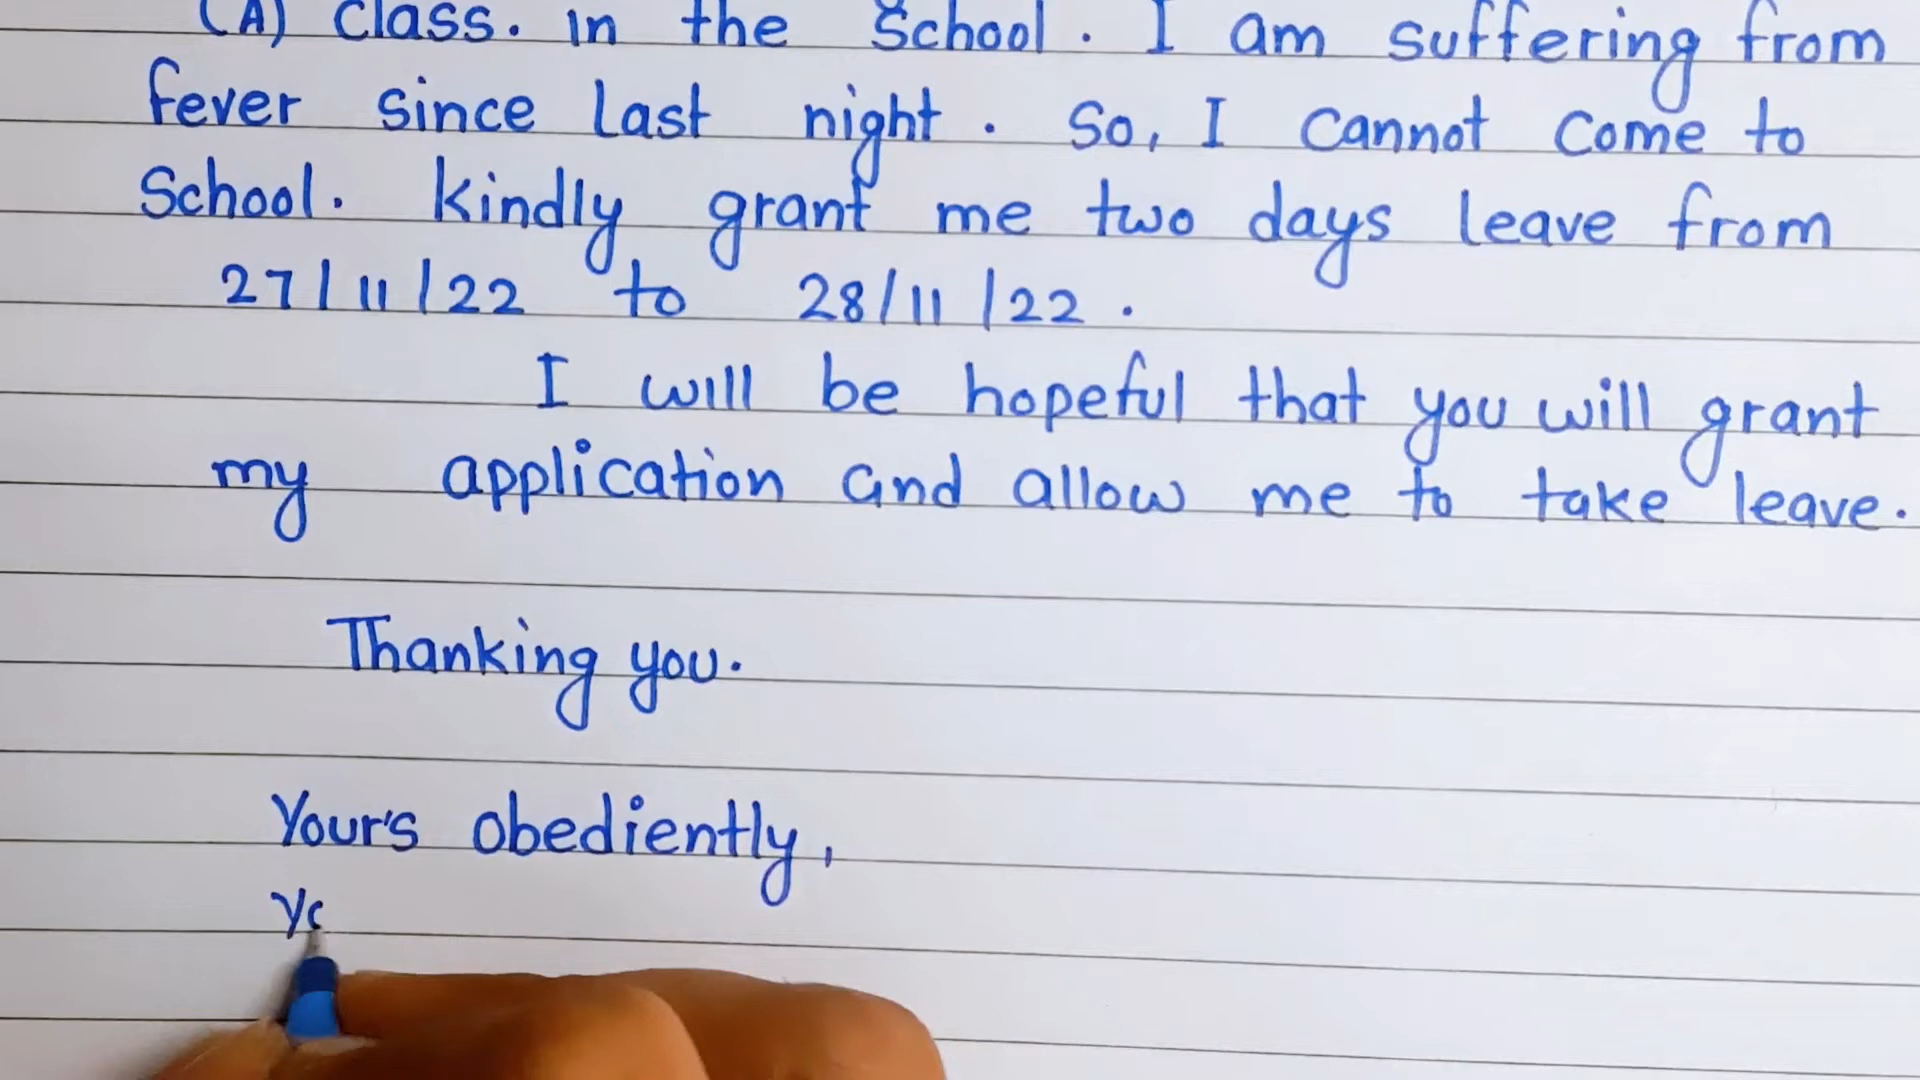 (A) class. in the School. I am suffering from
fever since last night. So, I cannot come to
School. Kindly grant me two days leave from
27/11/22 to 28/11/22.
I will be hopeful that you will grant
my application and allow me to take leave.
Thanking you.
Your's obediently,
Yo